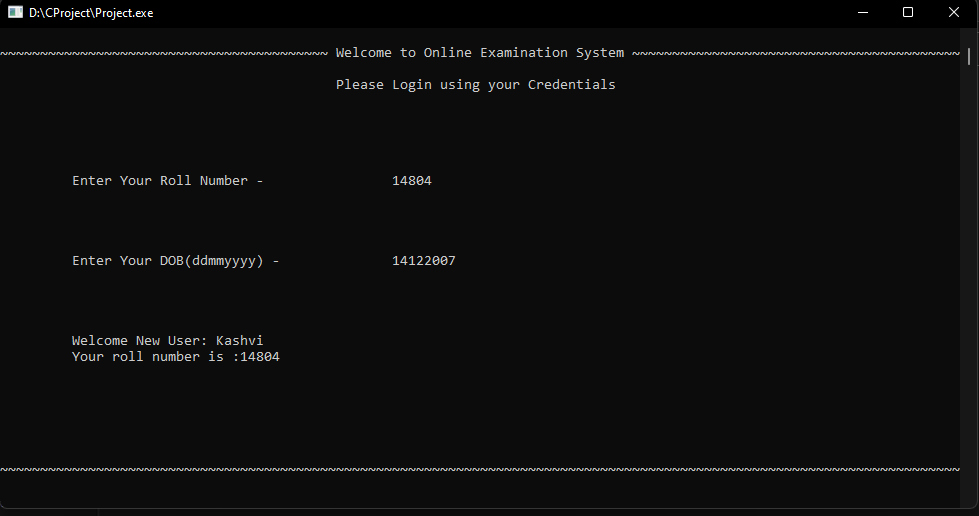 D:\CProject\Project.exe
~~~~~~~~~~~~~~~~~~~~~~~~~~~~~~~~~~~~~~~~~ Welcome to Online Examination System ~~~~~~~~~~~~~~~~~~~~~~~~~~~~~~~~~~~~~~~~~
Please Login using your Credentials
Enter Your Roll Number - 14804
Enter Your DOB(ddmmyyyy) - 14122007
Welcome New User: Kashvi
Your roll number is :14804
~~~~~~~~~~~~~~~~~~~~~~~~~~~~~~~~~~~~~~~~~~~~~~~~~~~~~~~~~~~~~~~~~~~~~~~~~~~~~~~~~~~~~~~~~~~~~~~~~~~~~~~~~~~~~~~~~~~~~~~~